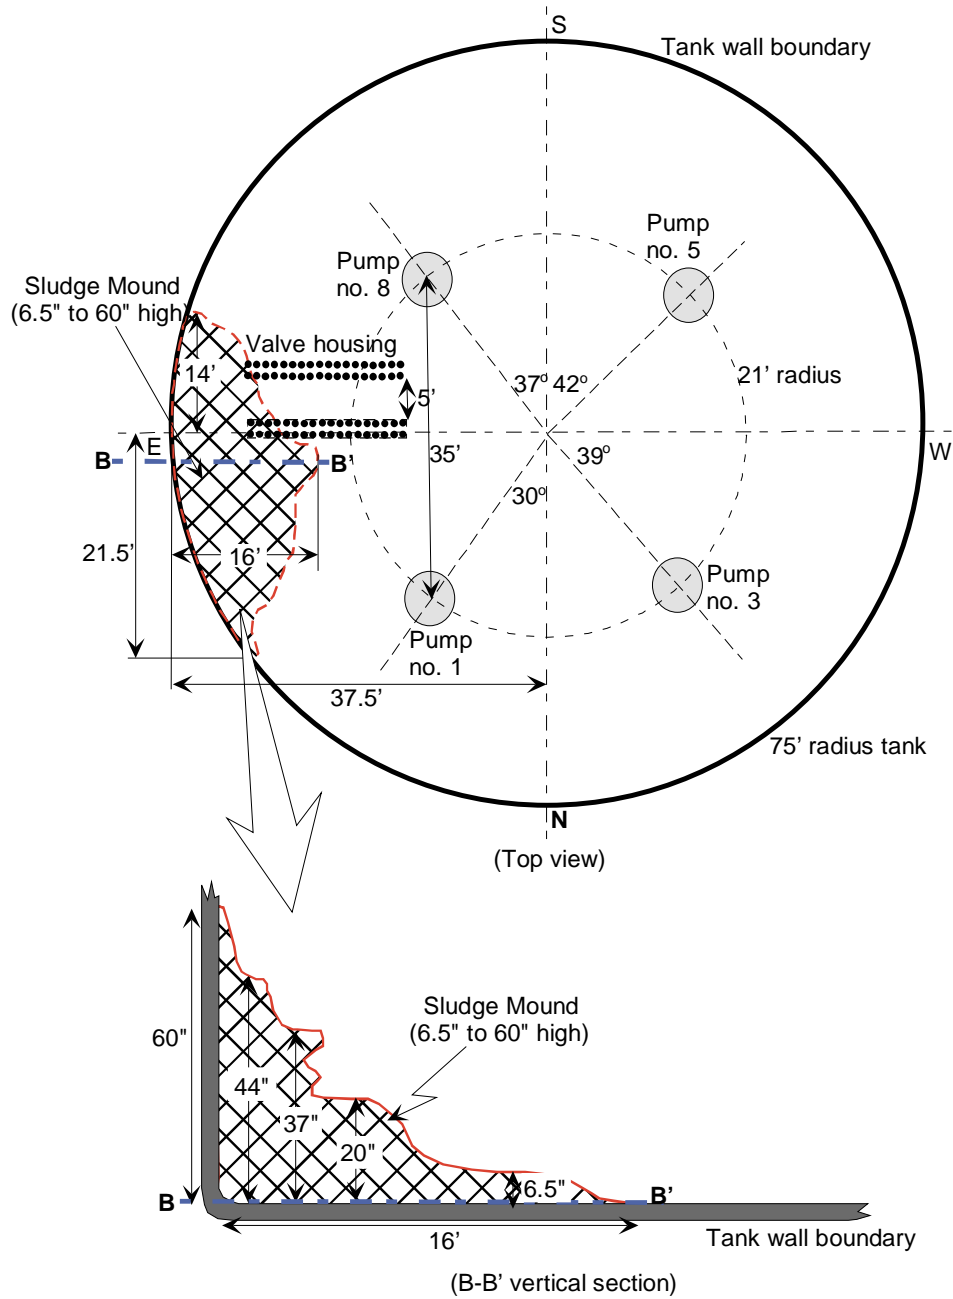 S
Tank wall boundary
Pump
no. 5
Pump
no. 8
Sludge Mound
(6.5" to 60" high)
Valve housing
14'
37° 42°
21' radius
5'
E
35'
39°
W
B
B'
30°
21.5'
16'
Pump
no. 3
Pump
no. 1
37.5'
75' radius tank
N
(Top view)
Sludge Mound
(6.5" to 60" high)
60"
44"
37"
20"
6.5"
B
B'
16'
Tank wall boundary
(B-B' vertical section)